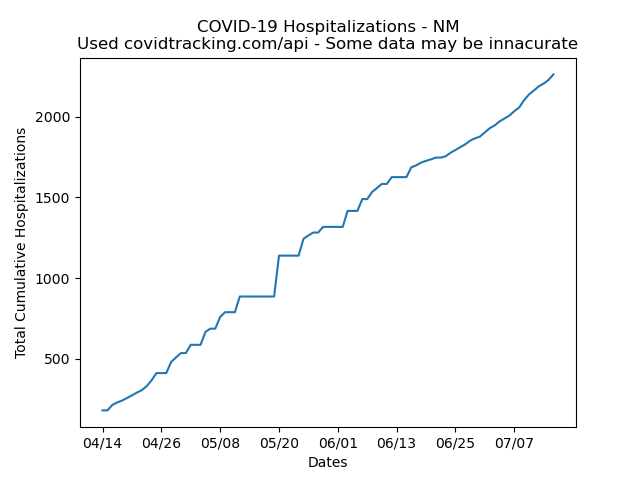 COVID-19 Hospitalizations - NM
Used covidtracking.com/api - Some data may be innacurate
Total Cumulative Hospitalizations
2000
1500
1000
500
04/14 04/26 05/08 05/20 06/01 06/13 06/25 07/07
Dates